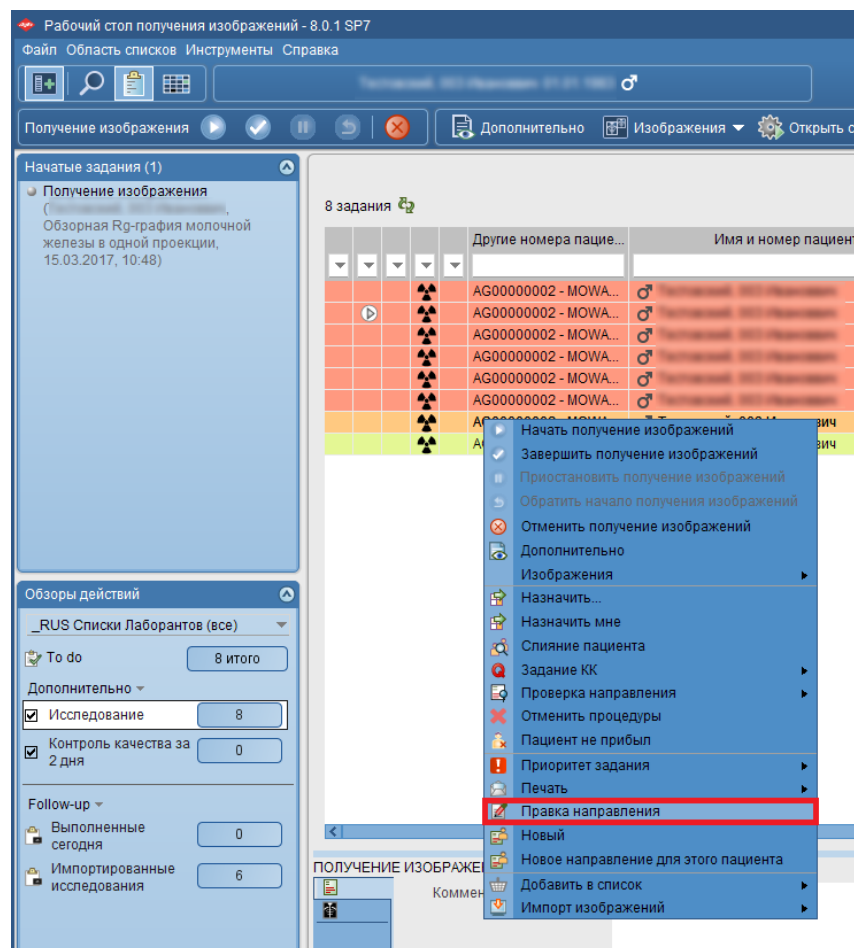 Рабочий стол получения изображений - 8.0.1 SP7
Файл Область списков Инструменты Справка
Получение изображения
Дополнительно
Изображения
Открыть с
Начатые задания (1)
Получение изображения
Обзорная Rg-графия молочной
железы в одной проекции,
15.03.2017, 10:48)
8 задания
Другие номера пацие...
Имя и номер пациен
AG00000002 - MOWA...
AG00000002 - MOWA...
AG00000002 - MOWA...
AG00000002 - MOWA...
AG00000002 - MOWA...
AG00000002 - MOWA...
Начать получение изображений
Завершить получение изображений
Приостановить получение изображений
Обратить начало получения изображений
Отменить получение изображений
Дополнительно
Изображения
Назначить...
Назначить мне
Слияние пациента
Задание КК
Проверка направления
Отменить процедуры
Пациент не прибыл
Приоритет задания
Печать
Правка направления
Новый
Новое направление для этого пациента
Добавить в список
Импорт изображений
Обзоры действий
_RUS Списки Лаборантов (все)
To do
8 итого
Дополнительно
Исследование
8
Контроль качества за
2 дня
0
Follow-up
Выполненные
сегодня
0
Импортированные
исследования
6
ПОЛУЧЕНИЕ ИЗОБРАЖЕ
Коммен